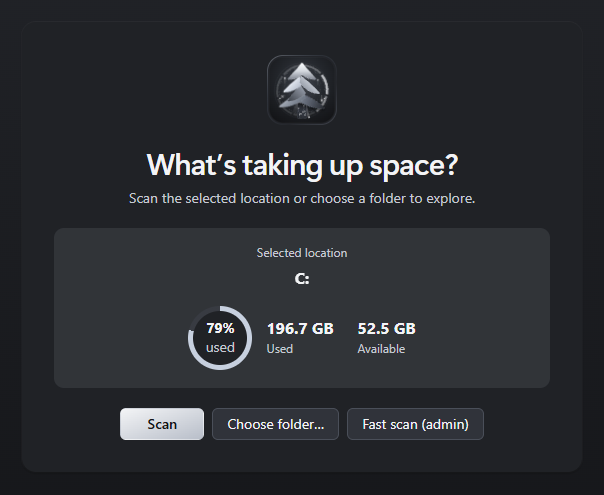 What's taking up space?
Scan the selected location or choose a folder to explore.
Selected location
C:
79%
used
196.7 GB
Used
52.5 GB
Available
Scan
Choose folder...
Fast scan (admin)